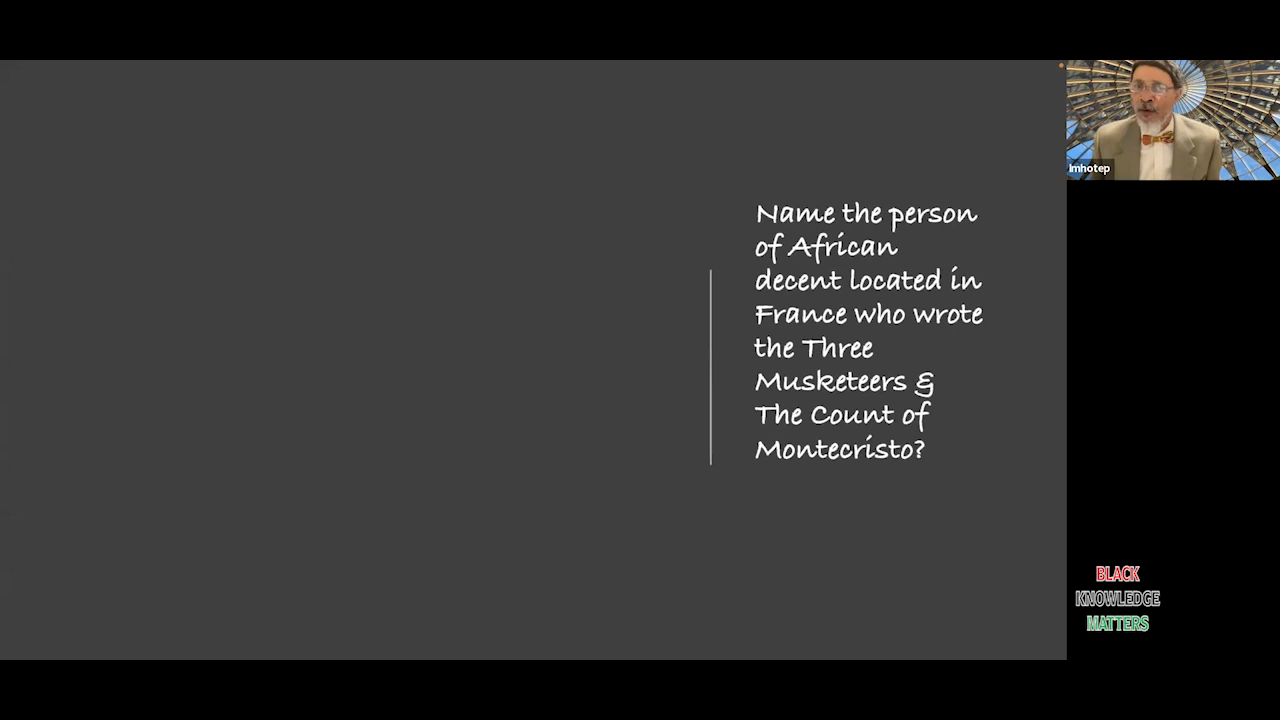 Name the person
of African
decent located in
France who wrote
the Three
Musketeers &
The Count of
Montecristo?
Imhotep
BLACK
KNOWLEDGE
MATTERS